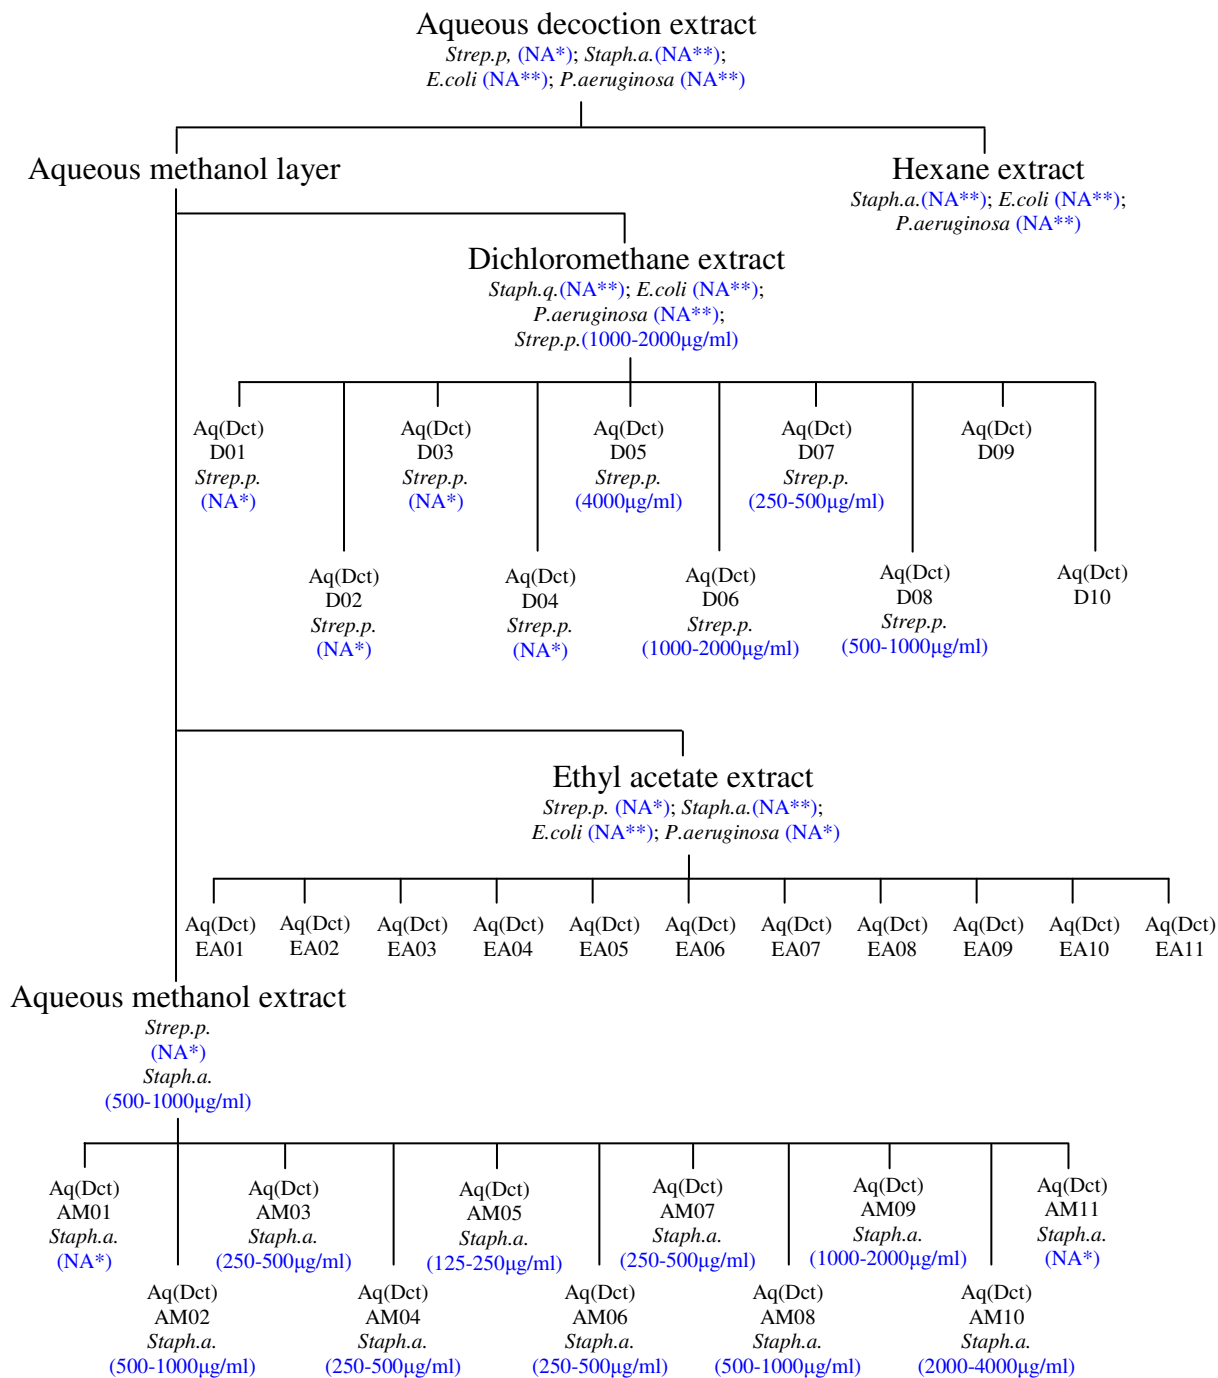 Aqueous decoction extract
Strep.p, (NA*); Staph.a.(NA**);
E.coli (NA**); P.aeruginosa (NA**)
Aqueous methanol layer
Hexane extract
Staph.a.(NA**); E.coli (NA**);
P.aeruginosa (NA**)
Dichloromethane extract
Staph.q.(NA**); E.coli (NA**);
P.aeruginosa (NA**);
Strep.p.(1000-2000µg/ml)
Aq(Dct)
D01
Strep.p.
(NA*)
Aq(Dct)
D03
Strep.p.
(NA*)
Aq(Dct)
D05
Strep.p.
(4000µg/ml)
Aq(Dct)
D07
Strep.p.
(250-500µg/ml)
Aq(Dct)
D09
Aq(Dct)
D02
Strep.p.
(NA*)
Aq(Dct)
D04
Strep.p.
(NA*)
Aq(Dct)
D06
Strep.p.
(1000-2000µg/ml)
Aq(Dct)
D08
Strep.p.
(500-1000µg/ml)
Aq(Dct)
D10
Ethyl acetate extract
Strep.p. (NA*); Staph.a.(NA**);
E.coli (NA**); P.aeruginosa (NA*)
Aq(Dct)
EA01
Aq(Dct)
EA02
Aq(Dct)
EA03
Aq(Dct)
EA04
Aq(Dct)
EA05
Aq(Dct)
EA06
Aq(Dct)
EA07
Aq(Dct)
EA08
Aq(Dct)
EA09
Aq(Dct)
EA10
Aq(Dct)
EA11
Aqueous methanol extract
Strep.p.
(NA*)
Staph.a.
(500-1000µg/ml)
Aq(Dct)
AM01
Staph.a.
(NA*)
Aq(Dct)
AM03
Staph.a.
(250-500µg/ml)
Aq(Dct)
AM05
Staph.a.
(125-250µg/ml)
Aq(Dct)
AM07
Staph.a.
(250-500µg/ml)
Aq(Dct)
AM09
Staph.a.
(1000-2000µg/ml)
Aq(Dct)
AM11
Staph.a.
(NA*)
Aq(Dct)
AM02
Staph.a.
(500-1000µg/ml)
Aq(Dct)
AM04
Staph.a.
(250-500µg/ml)
Aq(Dct)
AM06
Staph.a.
(250-500µg/ml)
Aq(Dct)
AM08
Staph.a.
(500-1000µg/ml)
Aq(Dct)
AM10
Staph.a.
(2000-4000µg/ml)